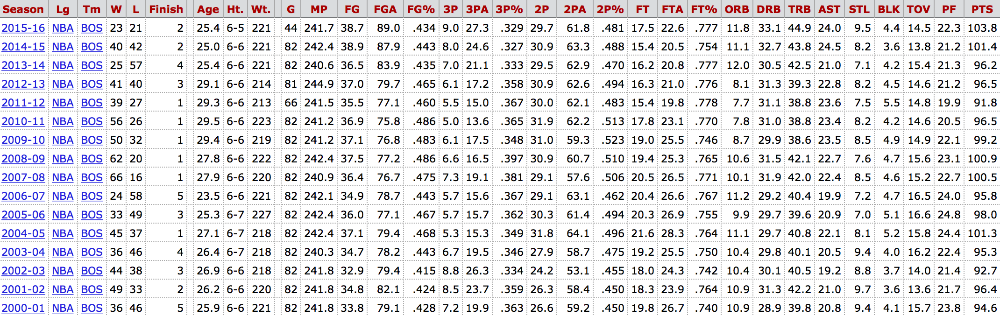 Season Lg Tm W L Finish Age Ht. Wt. G MP FG FGA FG% 3P 3PA 3P% 2P 2PA 2P% FT FTA FT% ORB DRB TRB AST STL BLK TOV PF PTS
2015-16 NBA BOS 23 21 2 25.4 6-5 221 44 241.7 38.7 89.0 .434 9.0 27.3 .329 29.7 61.8 .481 17.5 22.6 .777 11.8 33.1 44.9 24.0 9.5 4.4 14.5 22.3 103.8
2014-15 NBA BOS 40 42 2 25.0 6-6 221 82 242.4 38.9 87.9 .443 8.0 24.6 .327 30.9 63.3 .488 15.4 20.5 .754 11.1 32.7 43.8 24.5 8.2 3.6 13.8 21.2 101.4
2013-14 NBA BOS 25 57 4 25.4 6-6 221 82 240.6 36.5 83.9 .435 7.0 21.1 .333 29.5 62.9 .470 16.2 20.8 .777 12.0 30.5 42.5 21.0 7.1 4.2 15.4 21.3 96.2
2012-13 NBA BOS 41 40 3 29.1 6-6 214 81 244.9 37.0 79.7 .465 6.1 17.2 .358 30.9 62.6 .494 16.3 21.0 .776 8.1 31.3 39.3 22.8 8.2 4.5 14.6 21.2 96.5
2011-12 NBA BOS 39 27 1 29.3 6-6 213 66 241.5 35.5 77.1 .460 5.5 15.0 .367 30.0 62.1 .483 15.4 19.8 .778 7.7 31.1 38.8 23.6 7.5 5.5 14.8 19.9 91.8
2010-11 NBA BOS 56 26 1 29.5 6-6 223 82 241.2 36.9 75.8 .486 5.0 13.6 .365 31.9 62.2 .513 17.8 23.1 .770 7.8 31.0 38.8 23.4 8.2 4.2 14.6 20.5 96.5
2009-10 NBA BOS 50 32 1 29.4 6-6 219 82 241.2 37.1 76.8 .483 6.1 17.5 .348 31.0 59.3 .523 19.0 25.5 .746 8.7 29.9 38.6 23.5 8.5 4.9 14.9 22.1 99.2
2008-09 NBA BOS 62 20 1 27.8 6-6 222 82 242.4 37.5 77.2 .486 6.6 16.5 .397 30.9 60.7 .510 19.4 25.3 .765 10.6 31.5 42.1 22.7 7.6 4.7 15.6 23.1 100.9
2007-08 NBA BOS 66 16 1 27.9 6-6 220 82 240.9 36.4 76.7 .475 7.3 19.1 .381 29.1 57.6 .506 20.5 26.5 .771 10.1 31.9 42.0 22.4 8.5 4.6 15.2 22.7 100.5
2006-07 NBA BOS 24 58 5 23.5 6-6 221 82 242.1 34.9 78.7 .443 5.7 15.6 .367 29.1 63.1 .462 20.4 26.6 .767 11.2 29.2 40.4 19.9 7.2 4.7 16.5 24.0 95.8
2005-06 NBA BOS 33 49 3 25.3 6-7 227 82 242.4 36.0 77.1 .467 5.7 15.7 .362 30.3 61.4 .494 20.3 26.9 .755 9.9 29.7 39.6 20.9 7.0 5.1 16.6 24.8 98.0
2004-05 NBA BOS 45 37 1 27.1 6-7 218 82 242.4 37.1 79.4 .468 5.3 15.3 .349 31.8 64.1 .496 21.6 28.3 .764 11.1 29.7 40.8 22.1 8.1 5.2 15.8 24.4 101.3
2003-04 NBA BOS 36 46 4 26.4 6-7 218 82 240.3 34.7 78.2 .443 6.7 19.5 .346 27.9 58.7 .475 19.2 25.5 .750 10.4 29.8 40.1 20.5 9.4 4.0 16.2 22.4 95.3
2002-03 NBA BOS 44 38 3 26.9 6-6 218 82 241.8 32.9 79.4 .415 8.8 26.3 .334 24.2 53.1 .455 18.0 24.3 .742 10.4 30.1 40.5 19.2 8.8 3.7 14.0 21.4 92.7
2001-02 NBA BOS 49 33 2 26.2 6-6 220 82 241.8 34.8 82.1 .424 8.5 23.7 .359 26.3 58.4 .450 18.3 23.9 .764 10.9 31.3 42.2 21.0 9.7 3.6 13.6 21.7 96.4
2000-01 NBA BOS 36 46 5 25.9 6-6 221 82 241.8 33.8 79.1 .428 7.2 19.9 .363 26.6 59.2 .450 19.8 26.7 .740 10.9 28.9 39.8 20.8 9.4 4.1 15.7 23.8 94.6